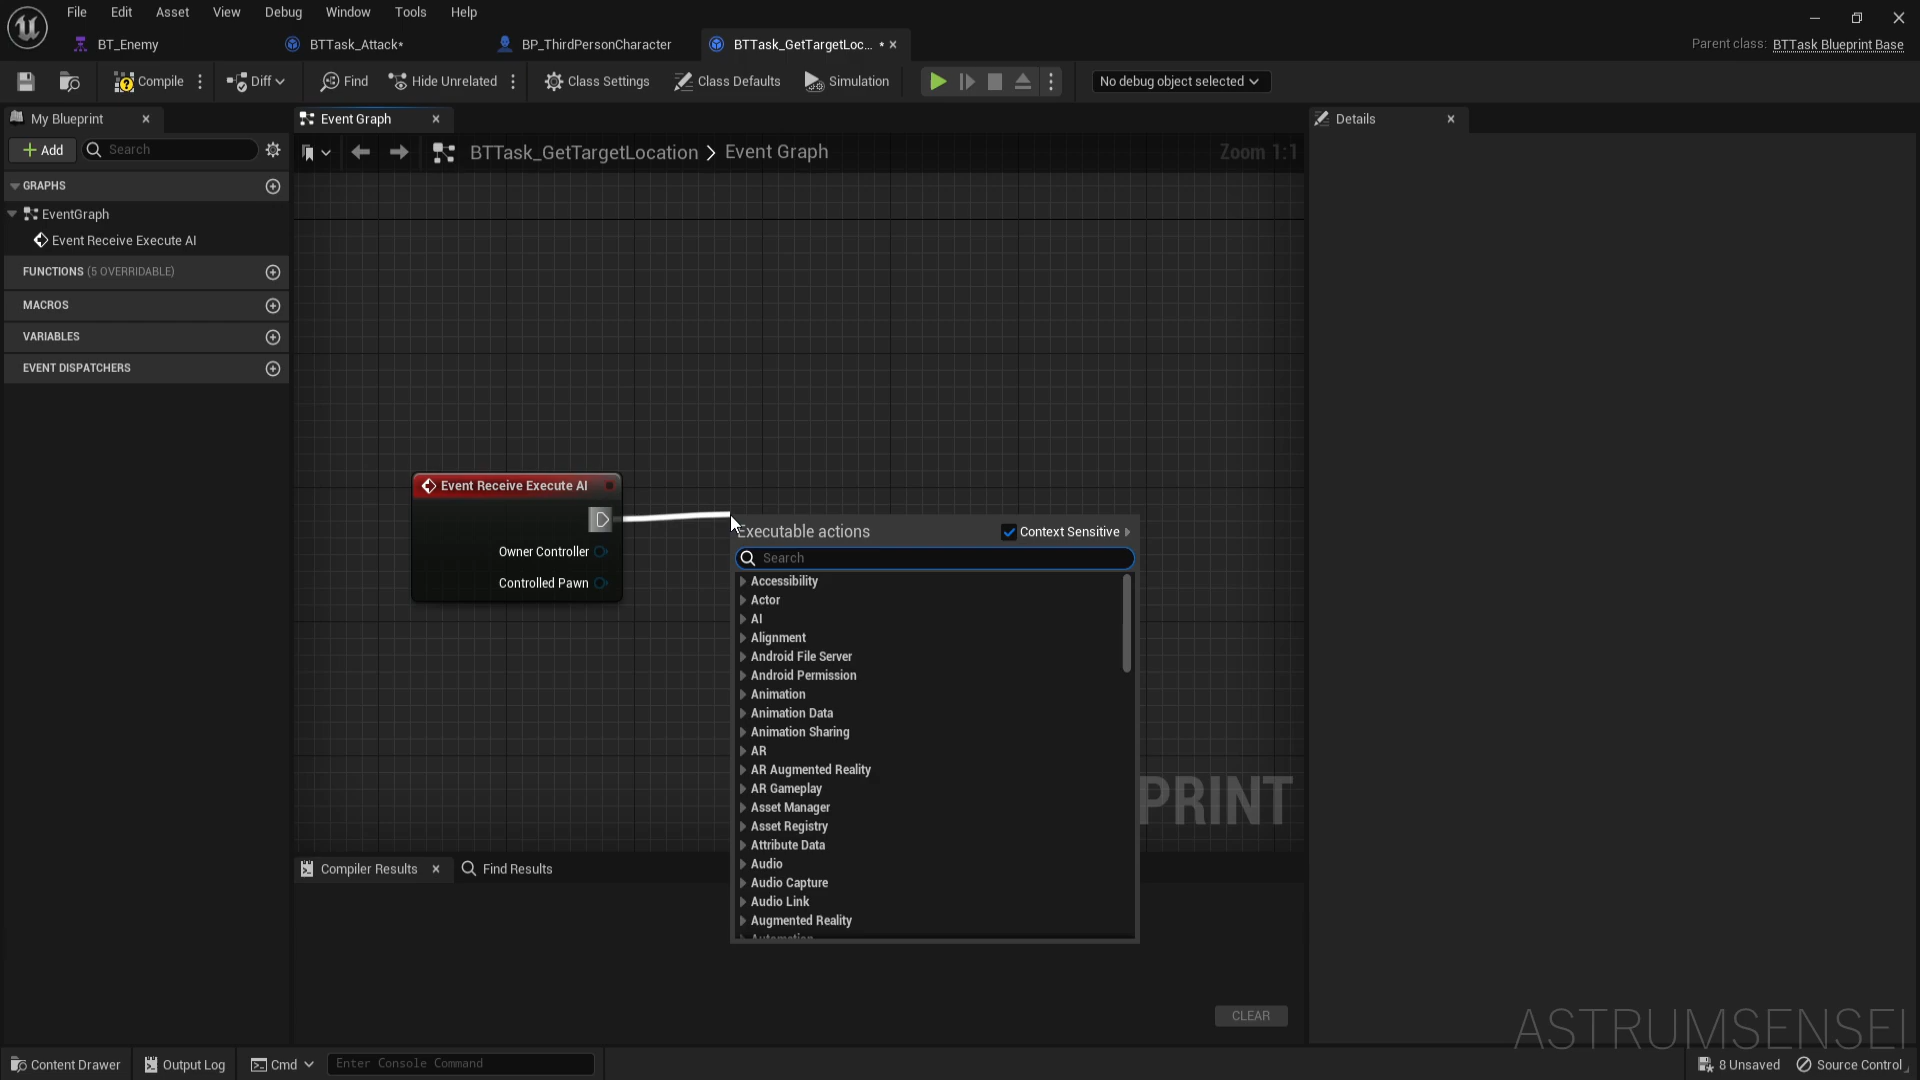 File Edit Asset View Debug Window Tools Help
BT_Enemy BTTask_Attack* BP_ThirdPersonCharacter BTTask_GetTargetLoc... * Parent class: BTTask Blueprint Base
Compile Diff Find Hide Unrelated Class Settings Class Defaults Simulation No debug object selected
My Blueprint Event Graph Details
Add Search BTTask_GetTargetLocation > Event Graph Zoom 1:1
GRAPHS
EventGraph
Event Receive Execute AI
FUNCTIONS (5 OVERRIDABLE)
MACROS
VARIABLES
EVENT DISPATCHERS
Event Receive Execute AI
Owner Controller
Controlled Pawn
Executable actions Context Sensitive
Search
Accessibility
Actor
AI
Alignment
Android File Server
Android Permission
Animation
Animation Data
Animation Sharing
AR
AR Augmented Reality
AR Gameplay
Asset Manager
Asset Registry
Attribute Data
Audio
Audio Capture
Audio Link
Augmented Reality
Automation
PRINT
Compiler Results Find Results
CLEAR
ASTRUMSENSEI
Content Drawer Output Log Cmd Enter Console Command 8 Unsaved Source Control